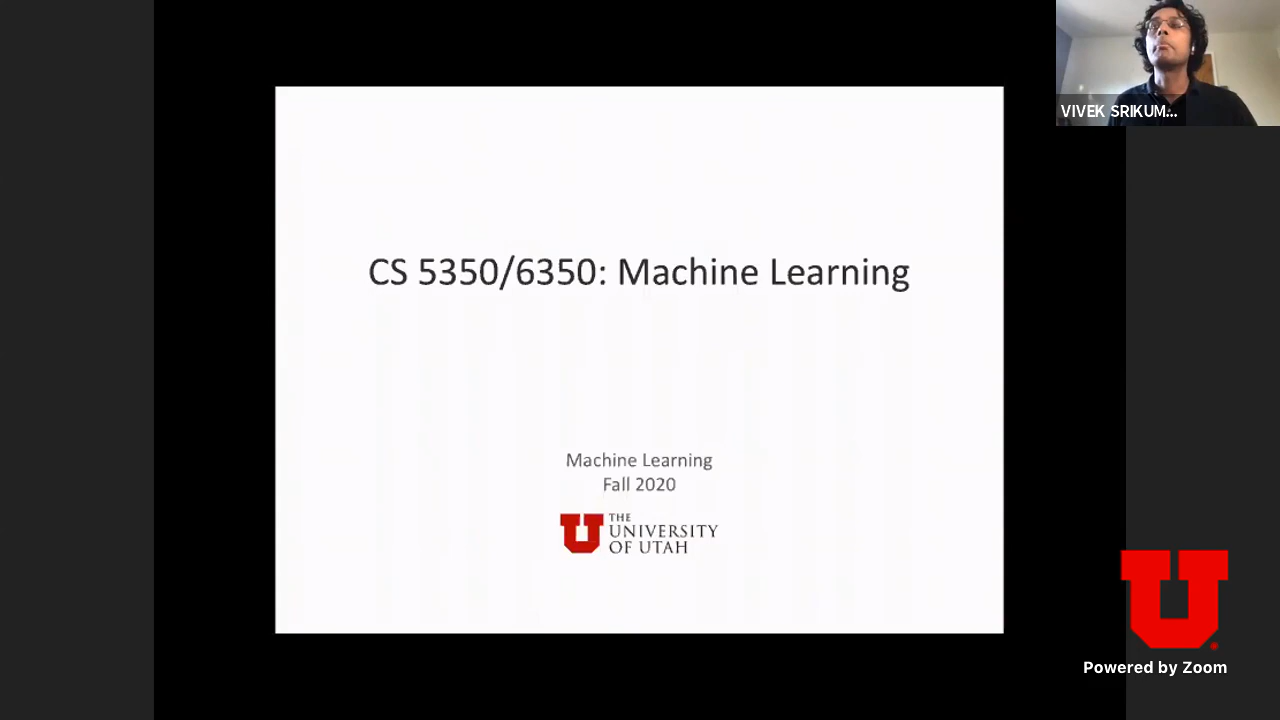 VIVEK SRIKUM...
CS 5350/6350: Machine Learning
Machine Learning
Fall 2020
THE
UNIVERSITY
OF UTAH
Powered by Zoom